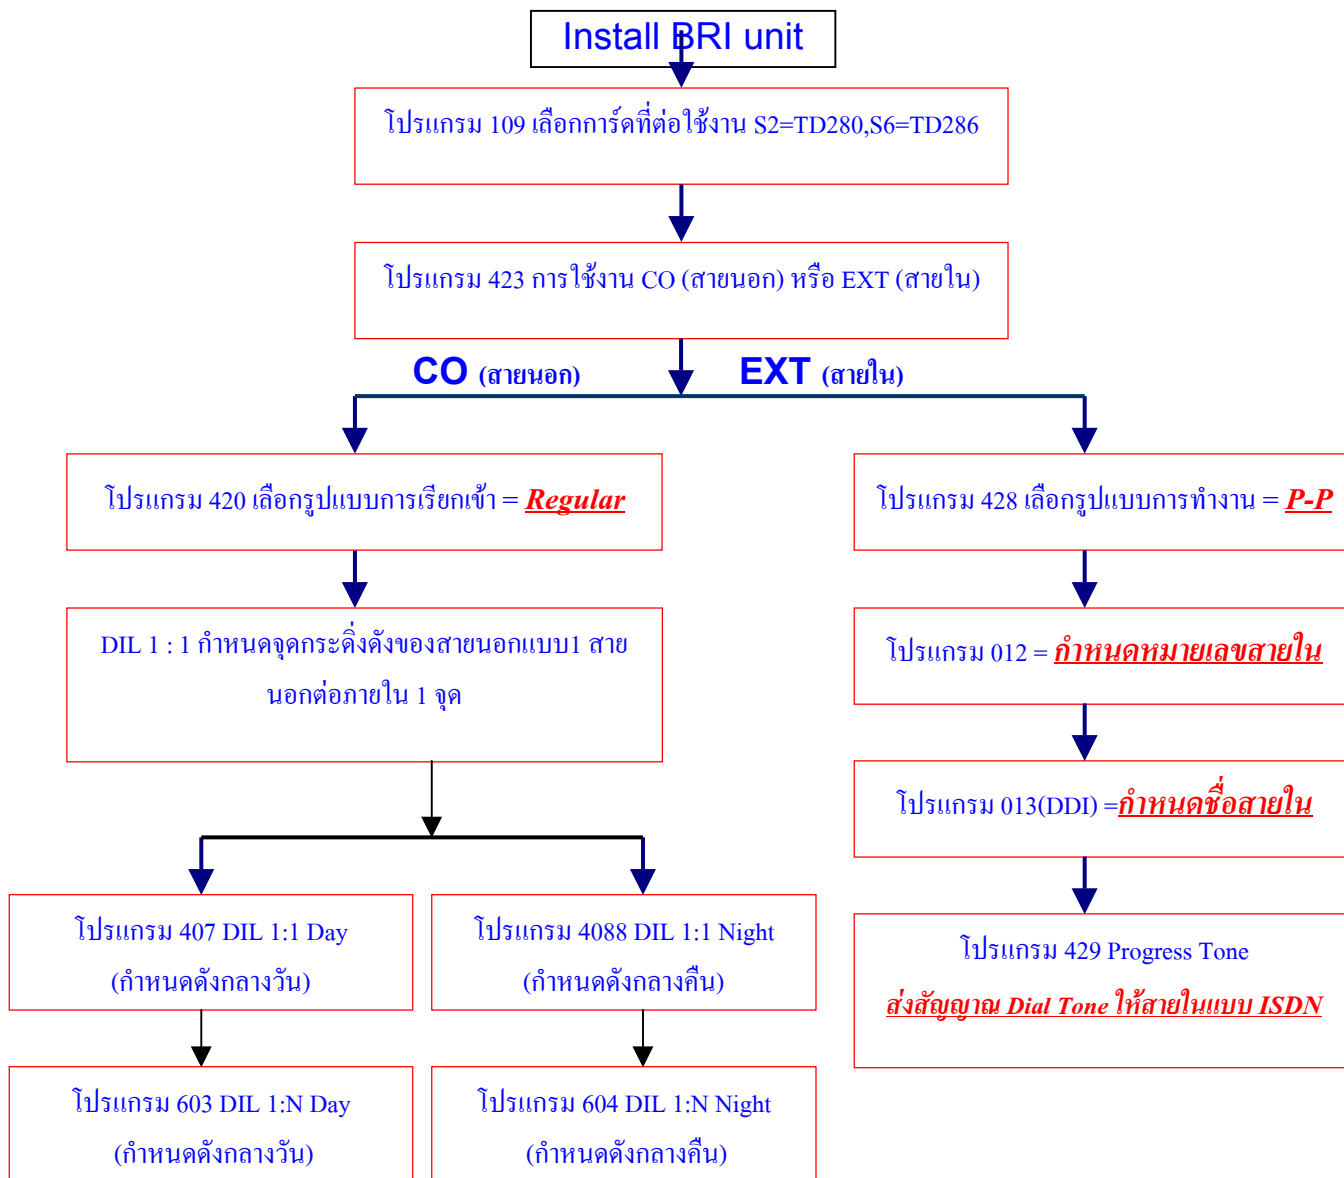 Install BRI unit
โปรแกรม 109 เลือกการ์ดที่ต่อใช้งาน S2=TD280,S6=TD286
โปรแกรม 423 การใช้งาน CO (สายนอก) หรือ EXT (สายใน)
CO (สายนอก)
EXT (สายใน)
โปรแกรม 420 เลือกรูปแบบการเรียกเข้า = Regular
โปรแกรม 428 เลือกรูปแบบการทำงาน = P-P
DIL 1 : 1 กำหนดจุดกระดิ่งดังของสายนอกแบบ1 สาย
นอกต่อภายใน 1 จุด
โปรแกรม 012 = กำหนดหมายเลขสายใน
โปรแกรม 013(DDI) =กำหนดชื่อสายใน
โปรแกรม 407 DIL 1:1 Day
(กำหนดดังกลางวัน)
โปรแกรม 4088 DIL 1:1 Night
(กำหนดดังกลางคืน)
โปรแกรม 429 Progress Tone
ส่งสัญญาณ Dial Tone ให้สายในแบบ ISDN
โปรแกรม 603 DIL 1:N Day
(กำหนดดังกลางวัน)
โปรแกรม 604 DIL 1:N Night
(กำหนดดังกลางคืน)